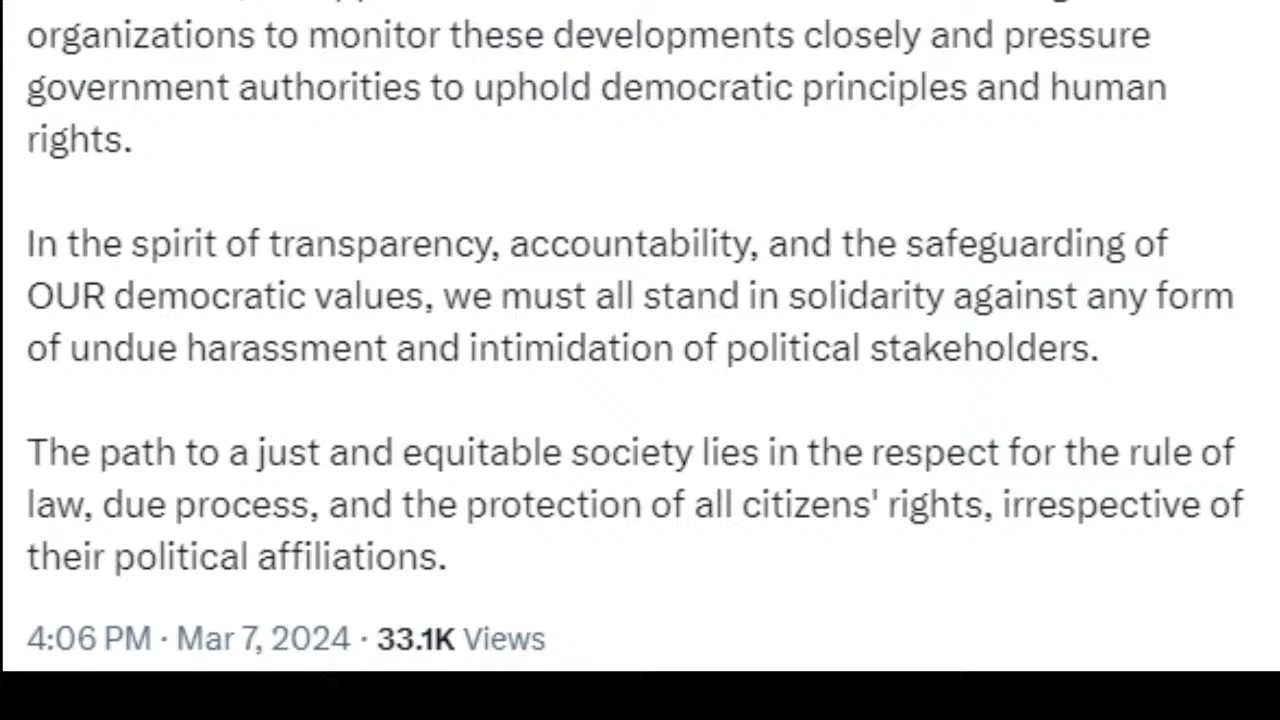 organizations to monitor these developments closely and pressure
government authorities to uphold democratic principles and human
rights.
In the spirit of transparency, accountability, and the safeguarding of
OUR democratic values, we must all stand in solidarity against any form
of undue harassment and intimidation of political stakeholders.
The path to a just and equitable society lies in the respect for the rule of
law, due process, and the protection of all citizens' rights, irrespective of
their political affiliations.
4:06 PM · Mar 7, 2024 · 33.1K Views